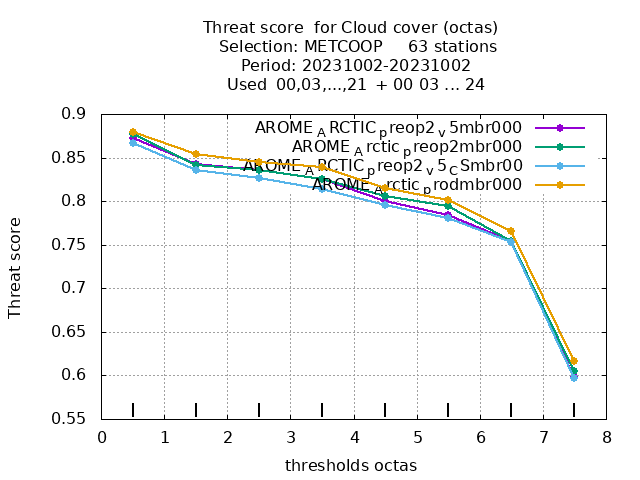 Threat score for Cloud cover (octas)
Selection: METCOOP 63 stations
Period: 20231002-20231002
Used 00,03,...,21 + 00 03 ... 24
AROME_ARCTIC_preop2_v5mbr000
AROME_Arctic_preop2mbr000
AROME_ARCTIC_preop2_v5_CSmbr00
AROME_Arctic_prodmbr000
0.9
0.85
0.8
0.75
0.7
0.65
0.6
0.55
Threat score
0 1 2 3 4 5 6 7 8
thresholds octas